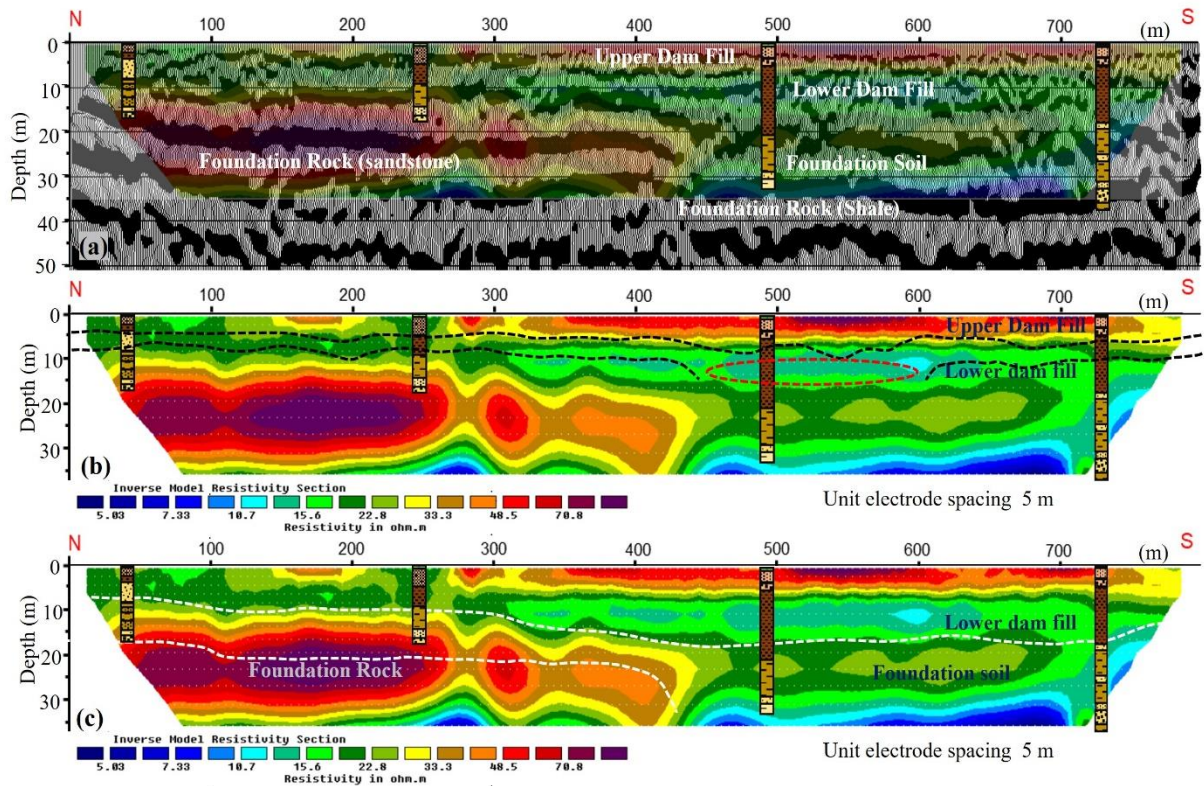 N 100 200 300 400 500 600 700 (m) S
0
Upper Dam Fill
10
Lower Dam Fill
Depth (m)
20
Foundation Rock (sandstone)
Foundation Soil
30
Foundation Rock (Shale)
40
(a)
50
N 100 200 300 400 500 600 700 (m) S
0
Upper Dam Fill
10
Lower dam fill
Depth (m)
20
30
(b)
Inverse Model Resistivity Section
Unit electrode spacing 5 m
5.03 7.33 10.7 15.6 22.8 33.3 48.5 70.8
Resistivity in ohm.m
N 100 200 300 400 500 600 700 (m) S
0
10
Lower dam fill
Depth (m)
20
Foundation Rock
Foundation soil
30
(c)
Inverse Model Resistivity Section
Unit electrode spacing 5 m
5.03 7.33 10.7 15.6 22.8 33.3 48.5 70.8
Resistivity in ohm.m